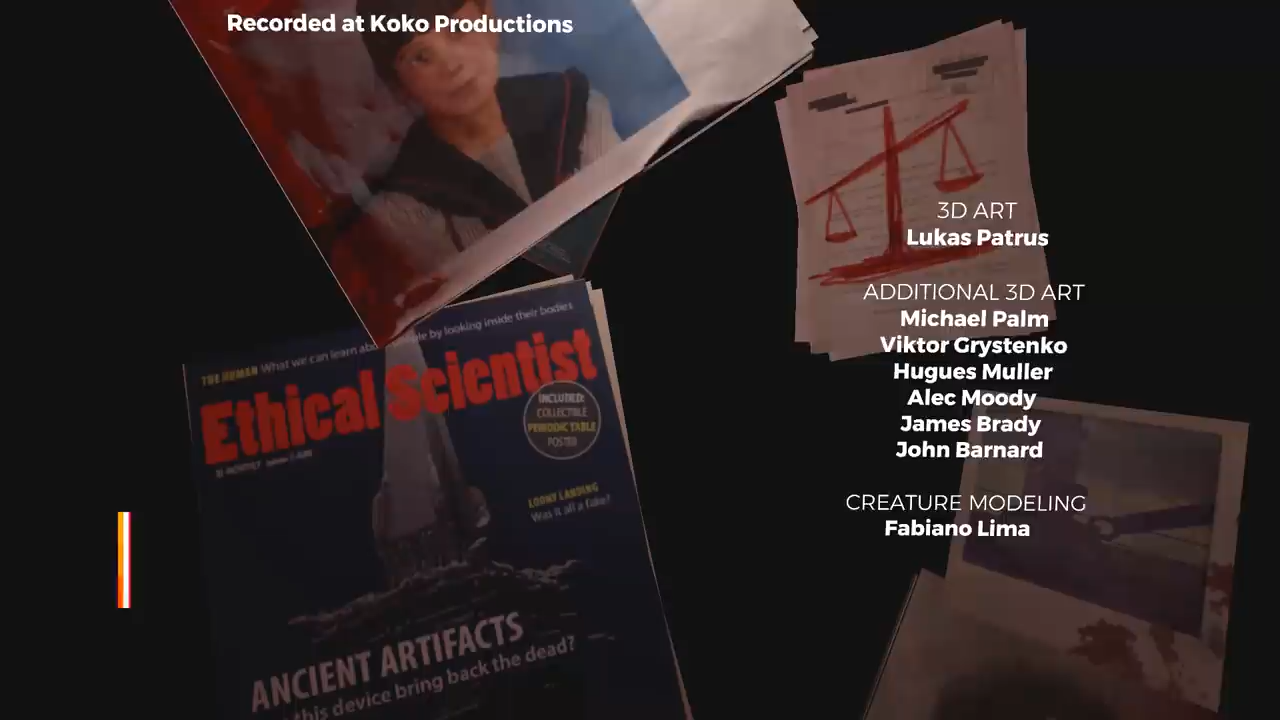 Recorded at Koko Productions
3D ART
Lukas Patrus
ADDITIONAL 3D ART
Michael Palm
Viktor Grystenko
Hugues Muller
Alec Moody
James Brady
John Barnard
CREATURE MODELING
Fabiano Lima
THE HUMAN What we can learn by looking inside their bodies
Ethical Scientist
INCLUDED:
COLLECTIBLE
PERIODIC TABLE
POSTER
LOONY LANDING
Was it all a fake?
ANCIENT ARTIFACTS
this device bring back the dead?